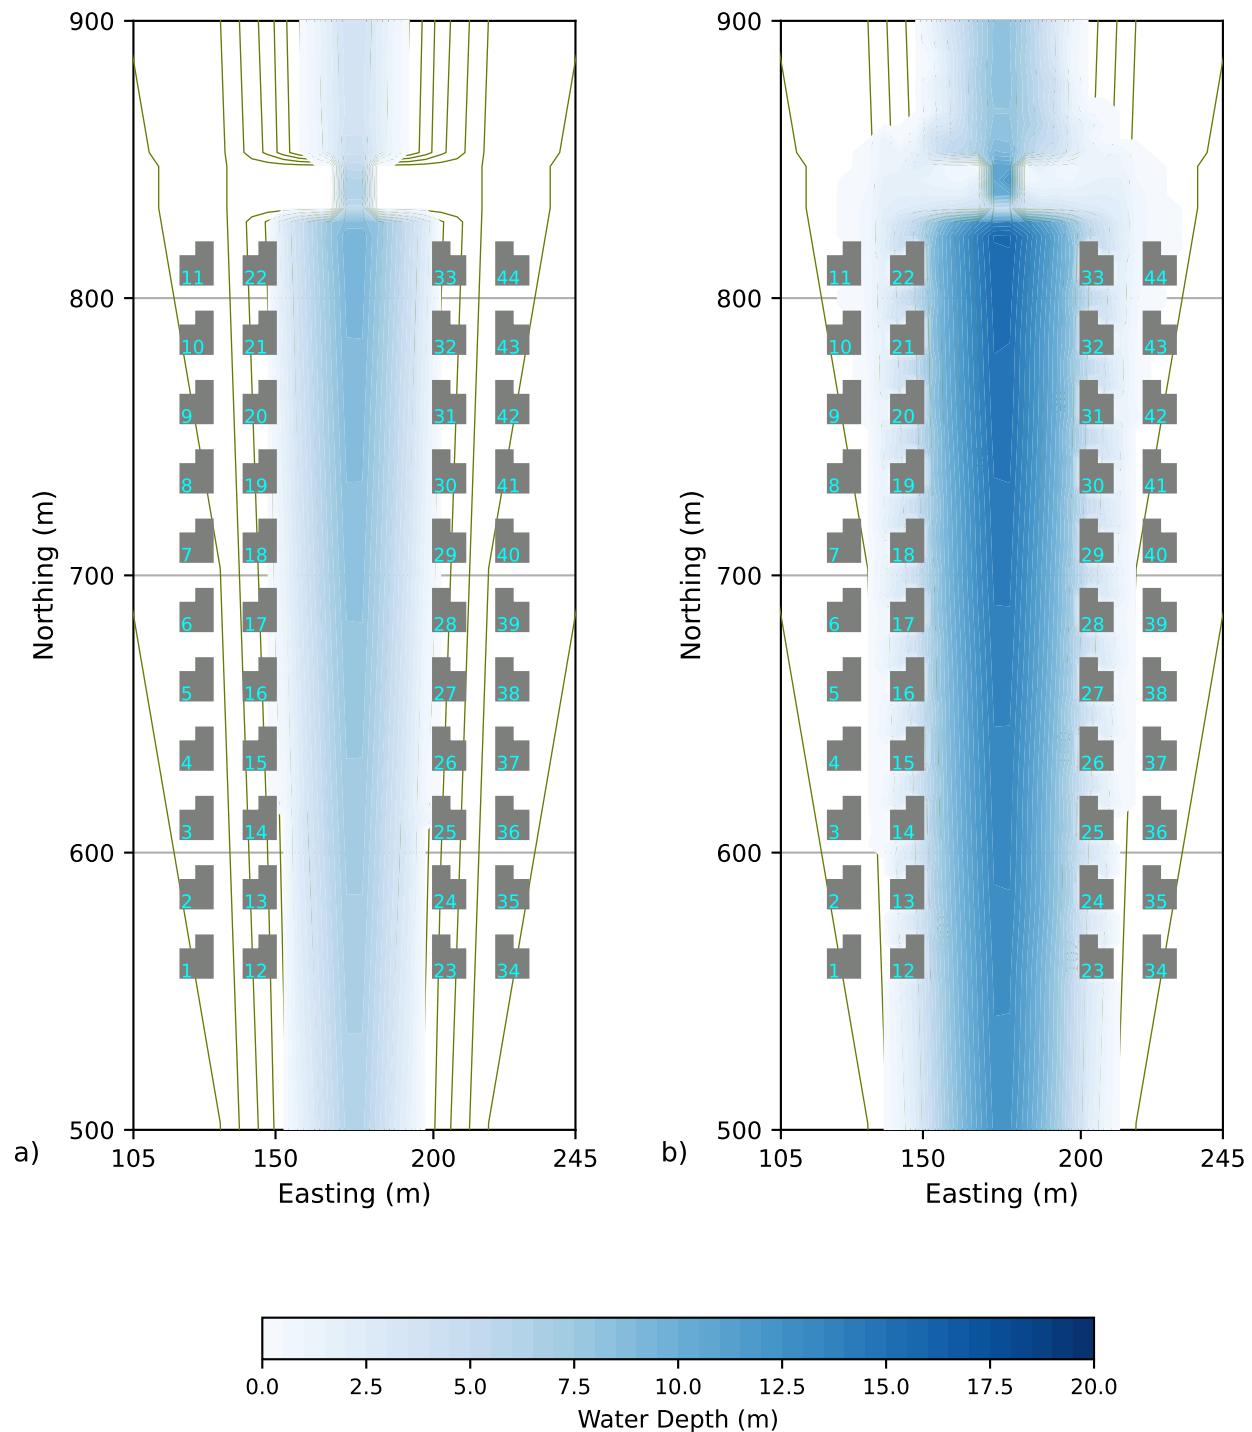 900
800
700
600
500
Northing (m)
11 22 33 44
10 21 32 43
9 20 31 42
8 19 30 41
7 18 29 40
6 17 28 39
5 16 27 38
4 15 26 37
3 14 25 36
2 13 24 35
1 12 23 34
a)
105 150 200 245
Easting (m)
900
800
700
600
500
Northing (m)
11 22 33 44
10 21 32 43
9 20 31 42
8 19 30 41
7 18 29 40
6 17 28 39
5 16 27 38
4 15 26 37
3 14 25 36
2 13 24 35
1 12 23 34
b)
105 150 200 245
Easting (m)
0.0 2.5 5.0 7.5 10.0 12.5 15.0 17.5 20.0
Water Depth (m)